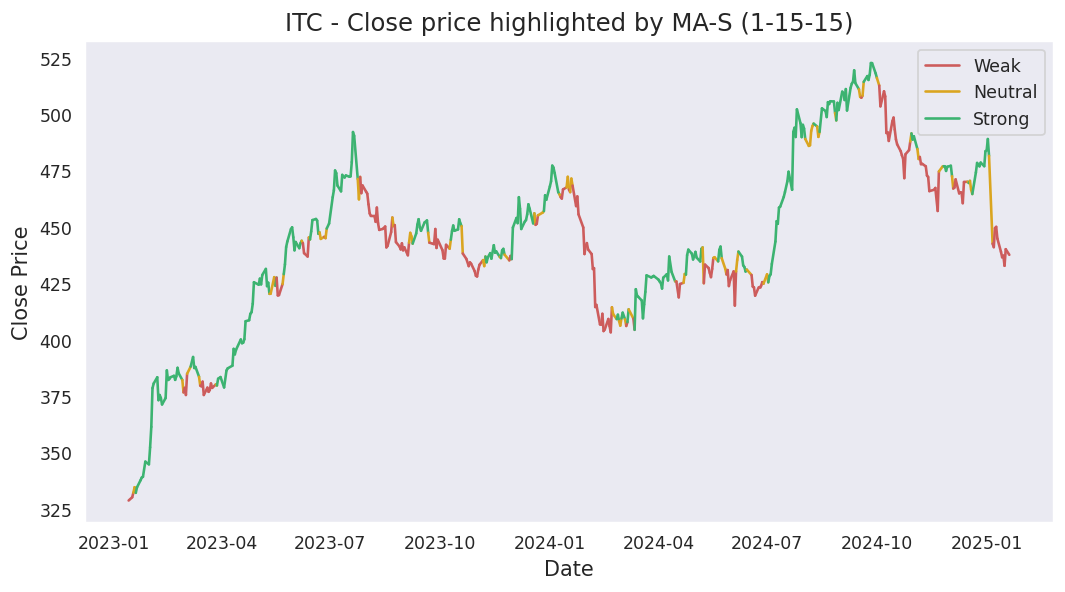 ITC - Close price highlighted by MA-S (1-15-15)
Weak
Neutral
Strong
Close Price
525
500
475
450
425
400
375
350
325
2023-01 2023-04 2023-07 2023-10 2024-01 2024-04 2024-07 2024-10 2025-01
Date